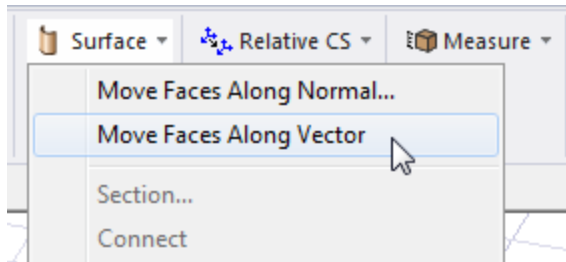 Surface Relative CS Measure
Move Faces Along Normal...
Move Faces Along Vector
Section...
Connect